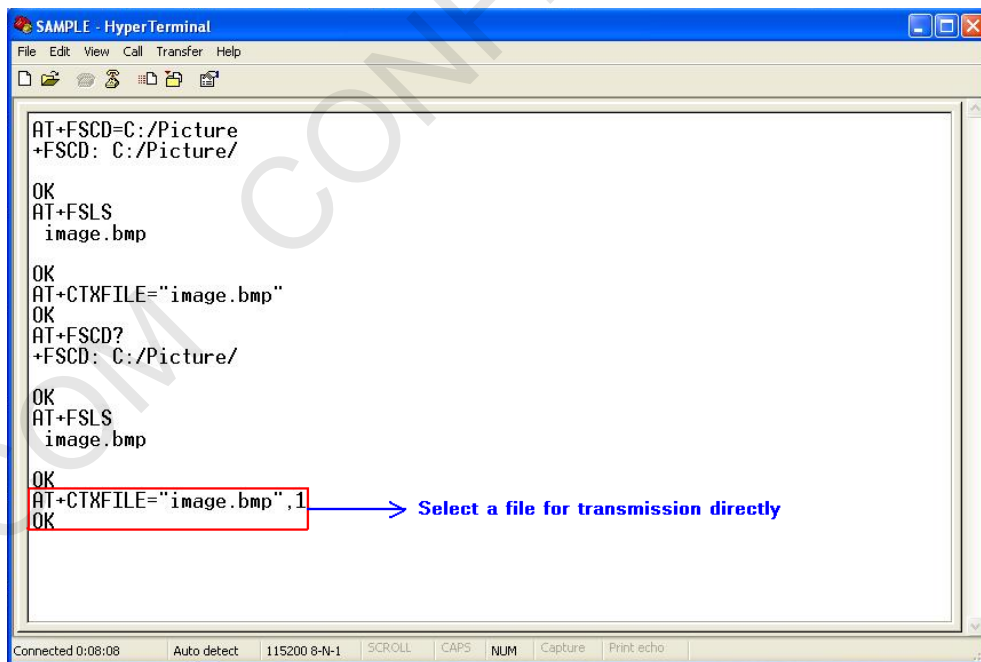 SAMPLE - HyperTerminal
File Edit View Call Transfer Help
AT+FSCD=C:/Picture
+FSCD: C:/Picture/
OK
AT+FSLS
image.bmp
OK
AT+CTXFILE="image.bmp"
OK
AT+FSCD?
+FSCD: C:/Picture/
OK
AT+FSLS
image.bmp
OK
AT+CTXFILE="image.bmp",1
OK
Select a file for transmission directly
Connected 0:08:08 Auto detect 115200 8-N-1 SCROLL CAPS NUM Capture Print echo
COM CONF